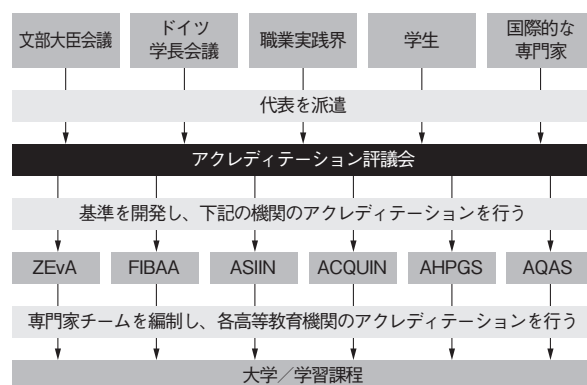 文部大臣会議
ドイツ
学長会議
職業実践界
学生
国際的な
専門家
代表を派遣
アクレディテーション評議会
基準を開発し、下記の機関のアクレディテーションを行う
ZEvA
FIBAA
ASIIN
ACQUIN
AHPGS
AQAS
専門家チームを編制し、各高等教育機関のアクレディテーションを行う
大学／学習課程